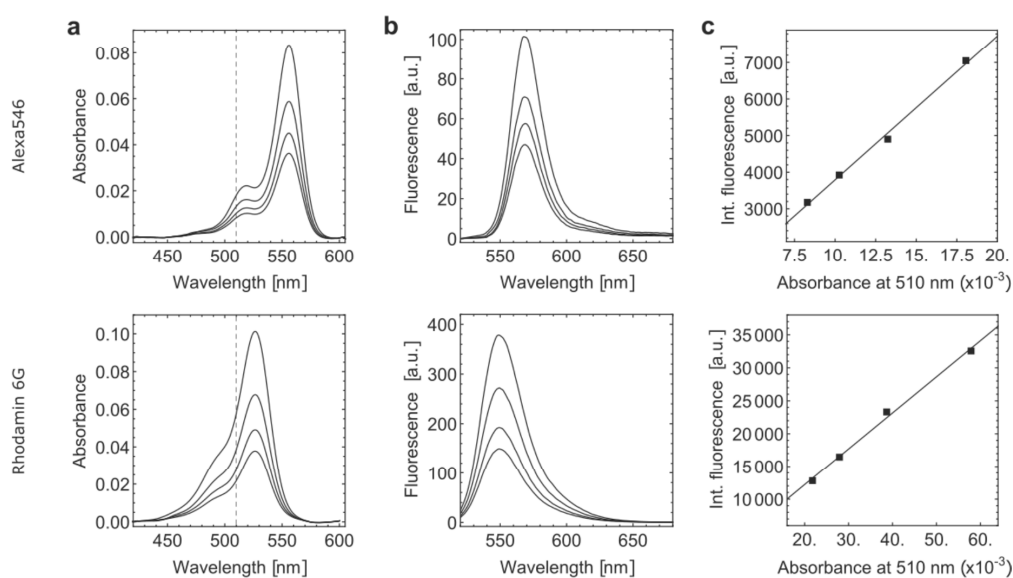 a
b
c
Alexa546
Absorbance
0.08
0.06
0.04
0.02
0.00
450 500 550 600
Wavelength [nm]
Fluorescence [a.u.]
100
80
60
40
20
0
550 600 650
Wavelength [nm]
Int. fluorescence [a.u.]
7000
6000
5000
4000
3000
7.5 10. 12.5 15. 17.5 20.
Absorbance at 510 nm (x10-3)
Rhodamin 6G
Absorbance
0.10
0.08
0.06
0.04
0.02
0.00
450 500 550 600
Wavelength [nm]
Fluorescence [a.u.]
400
300
200
100
0
550 600 650
Wavelength [nm]
Int. fluorescence [a.u.]
35 000
30 000
25 000
20 000
15 000
10 000
20. 30. 40. 50. 60.
Absorbance at 510 nm (x10-3)